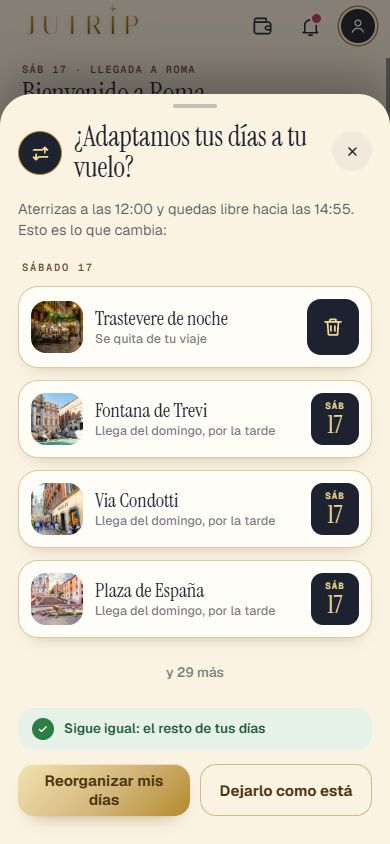 JUTRIP
SÁB 17 · LLEGADA A ROMA
Bienvenido a Roma
¿Adaptamos tus días a tu
vuelo?
Aterrizas a las 12:00 y quedas libre hacia las 14:55.
Esto es lo que cambia:
SÁBADO 17
Trastevere de noche
Se quita de tu viaje
Fontana de Trevi
Llega del domingo, por la tarde
SÁB
17
Via Condotti
Llega del domingo, por la tarde
SÁB
17
Plaza de España
Llega del domingo, por la tarde
SÁB
17
y 29 más
Sigue igual: el resto de tus días
Reorganizar mis
días
Dejarlo como está